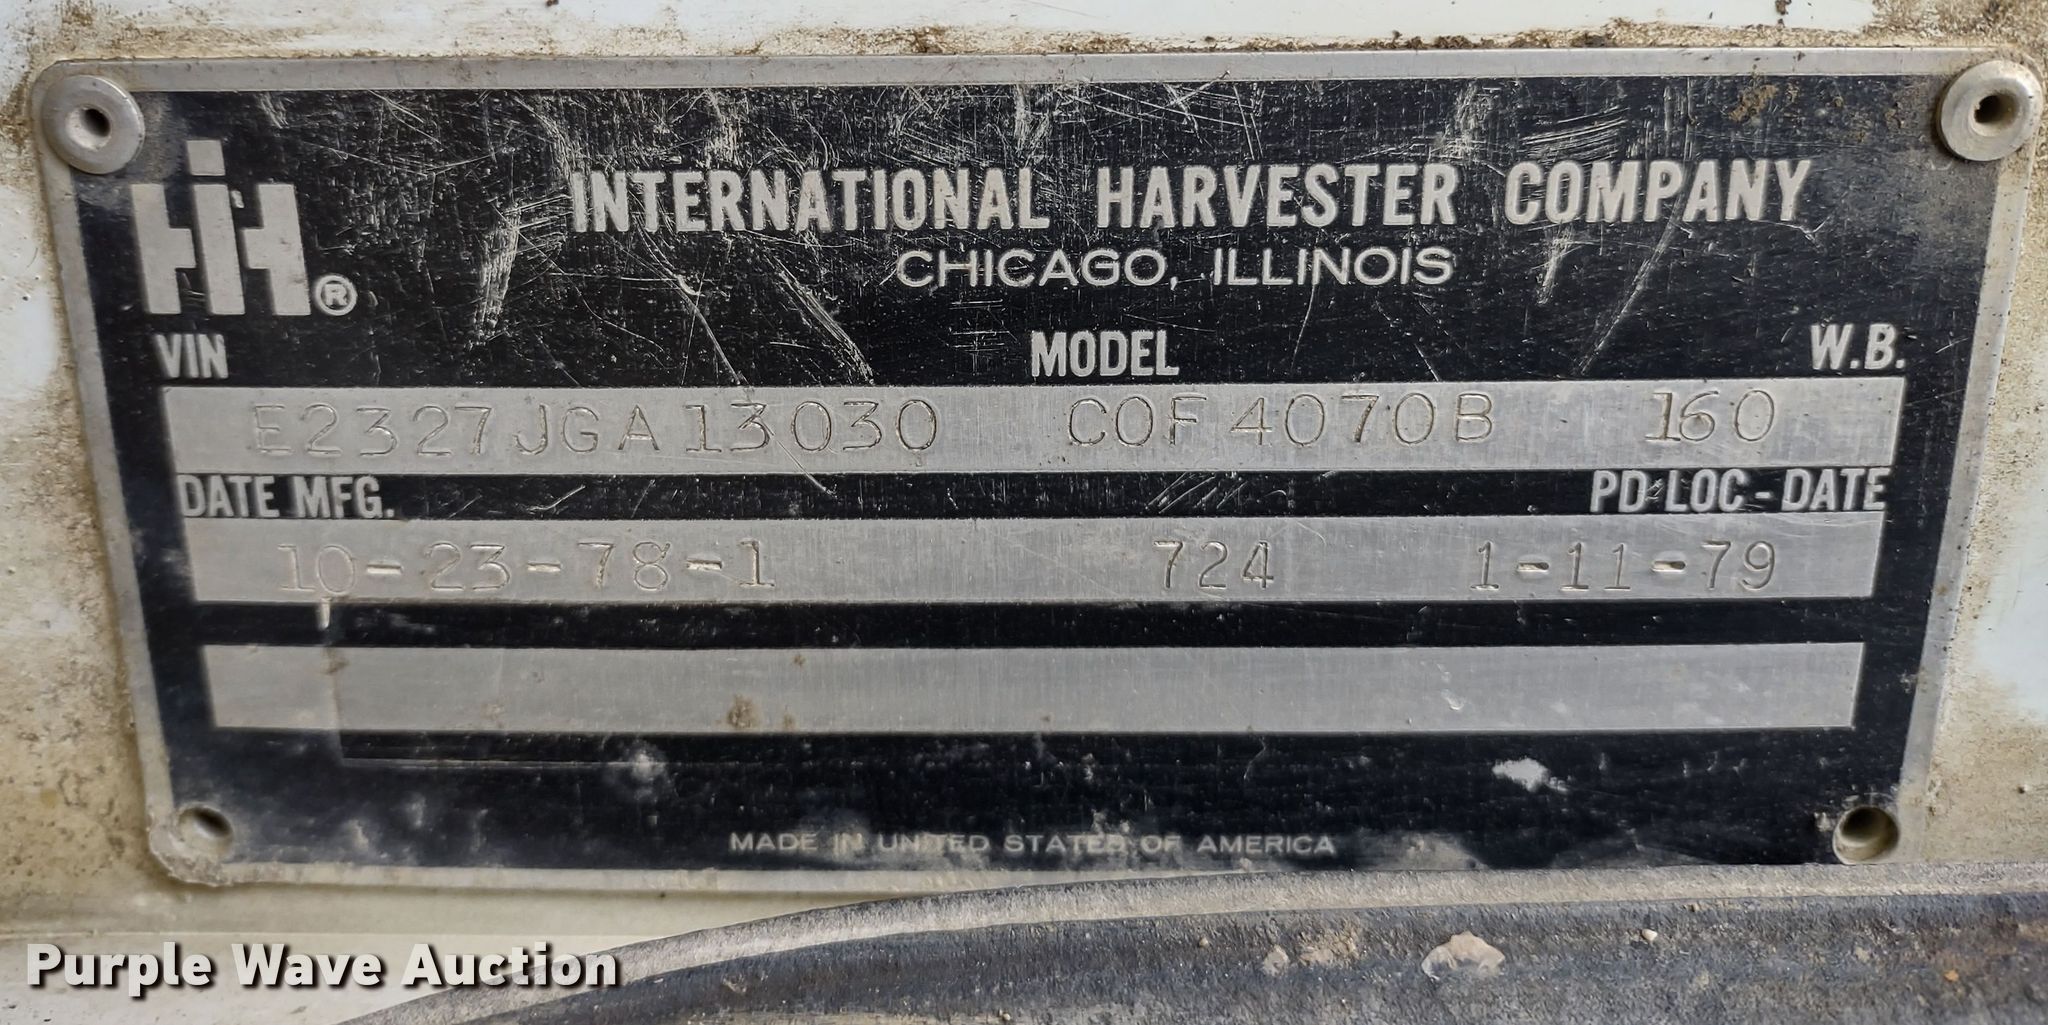 IH ®
INTERNATIONAL HARVESTER COMPANY
CHICAGO, ILLINOIS
VIN MODEL W.B.
E2327JGA13030 COF4070B 160
DATE MFG. PD-LOC-DATE
10-23-78-1 724 1-11-79
MADE IN UNITED STATES OF AMERICA
Purple Wave Auction